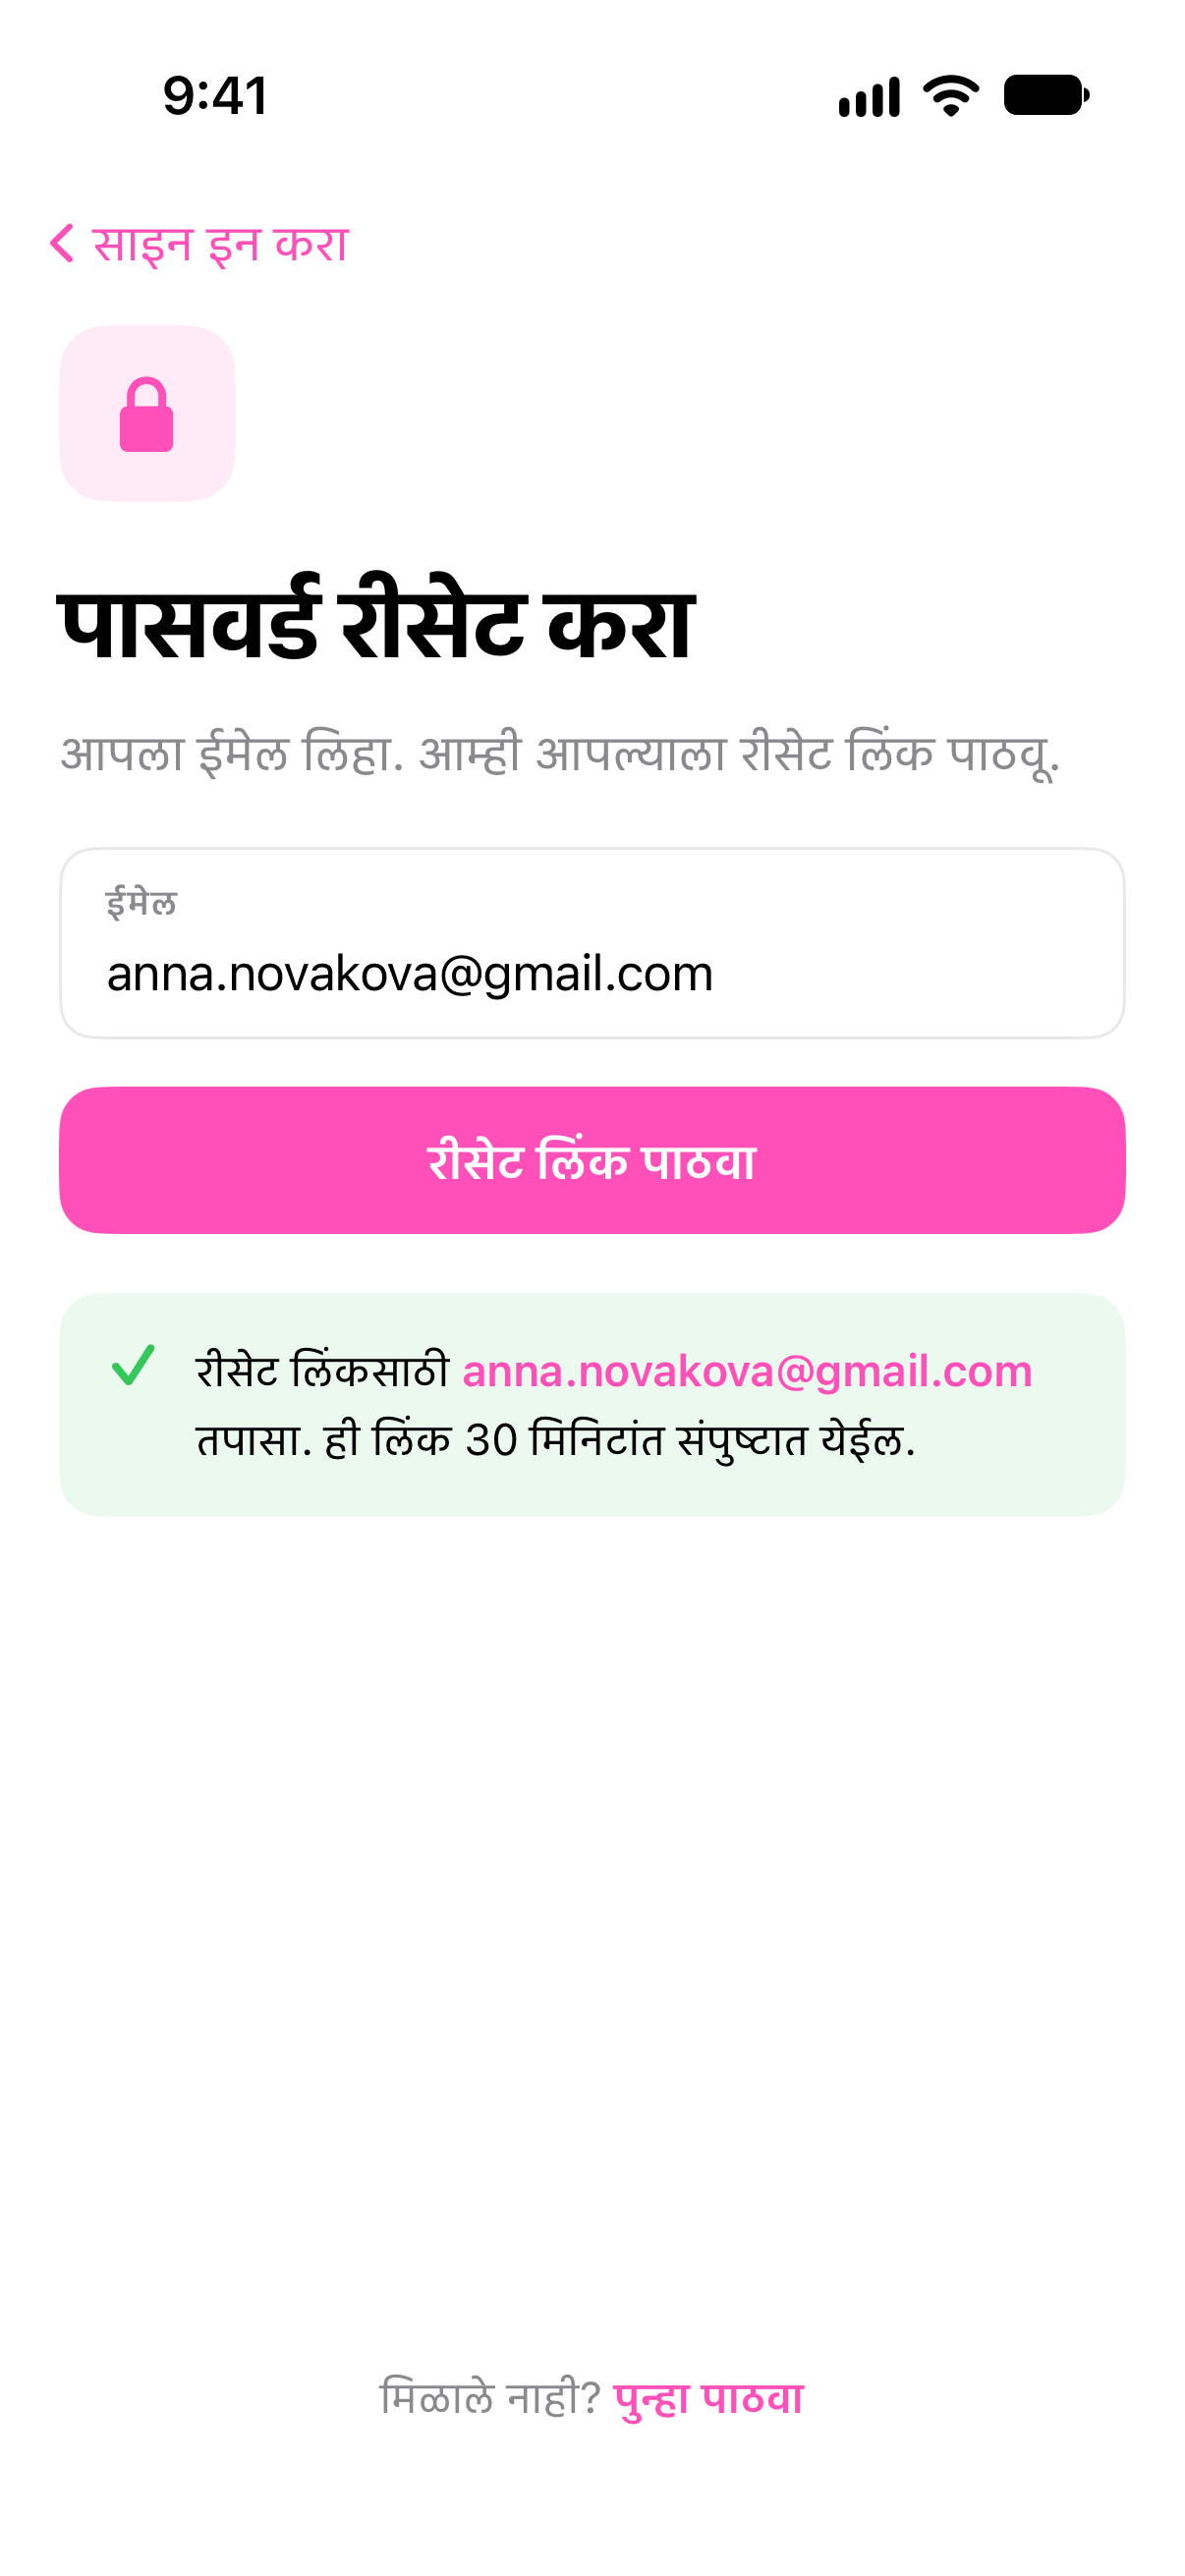 9:41
साइन इन करा
पासवर्ड रीसेट करा
आपला ईमेल लिहा. आम्ही आपल्याला रीसेट लिंक पाठवू.
ईमेल
anna.novakova@gmail.com
रीसेट लिंक पाठवा
रीसेट लिंकसाठी anna.novakova@gmail.com
तपासा. ही लिंक 30 मिनिटांत संपुष्टात येईल.
मिळाले नाही? पुन्हा पाठवा